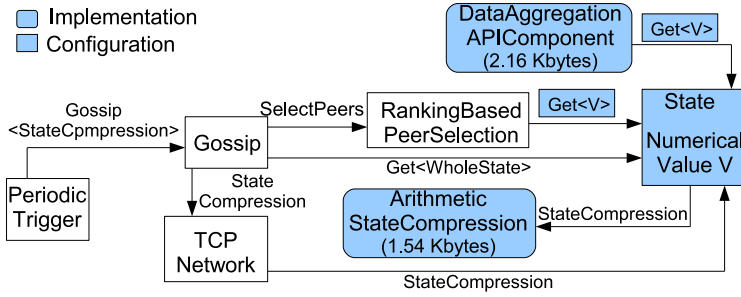 Implementation
Configuration
DataAggregation
APIComponent
(2.16 Kbytes)
Get<V>
Gossip
<StateCpmpression>
SelectPeers
RankingBased
PeerSelection
Get<V>
State
Numerical
Value V
Gossip
Get<WholeState>
Periodic
Trigger
State
Compression
Arithmetic
StateCompression
(1.54 Kbytes)
StateCompression
TCP
Network
StateCompression